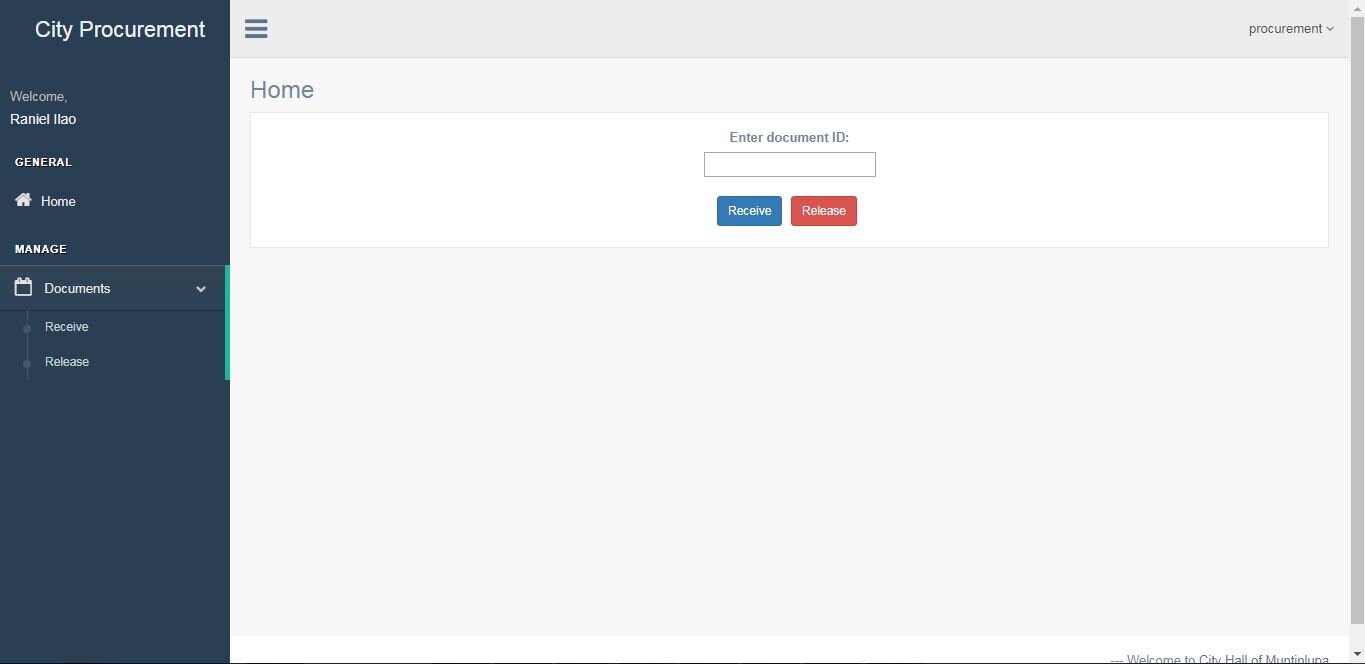 City Procurement
procurement
Welcome,
Raniel Ilao
GENERAL
Home
MANAGE
Documents
Receive
Release
Home
Enter document ID:
Receive Release
--- Welcome to City Hall of Muntinlupa